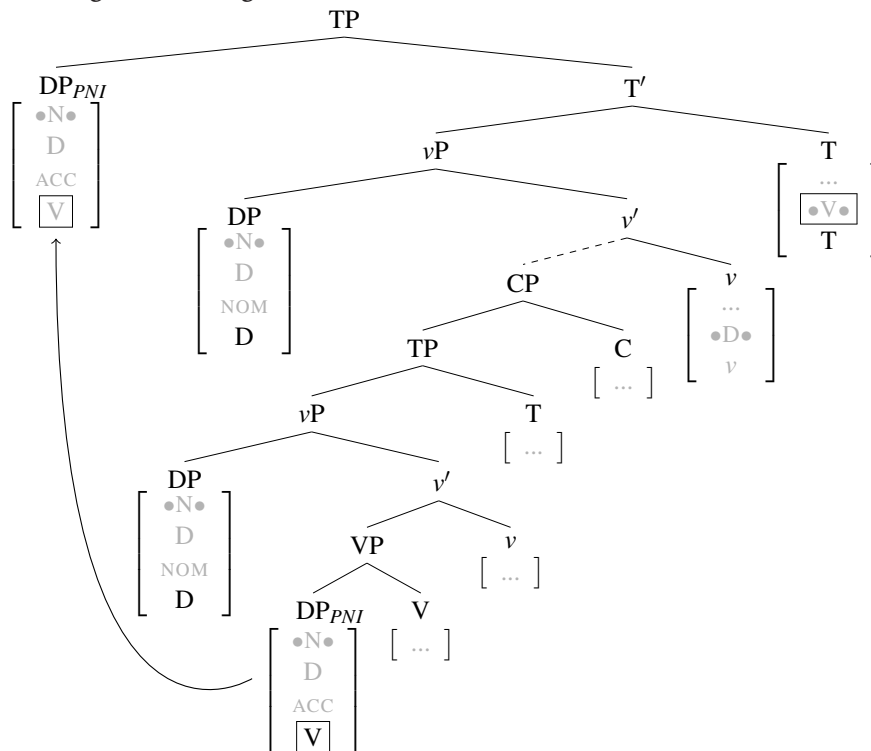 TP
DP_PNI T′
•N•
D
ACC
V
vP T
...
•V•
T
DP v′
•N•
D
NOM
D
CP v
...
•D•
v
TP C
[ ... ]
vP T
[ ... ]
DP v′
•N•
D
NOM
D
VP v
[ ... ]
DP_PNI V
•N• [ ... ]
D
ACC
V